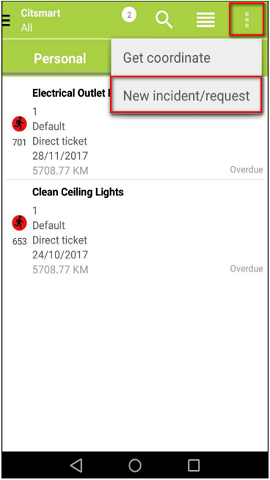 Citsmart
All
2
Personal
Get coordinate
New incident/request
Electrical Outlet
1
Default
701 Direct ticket
28/11/2017
5708.77 KM
Overdue
Clean Ceiling Lights
1
Default
653 Direct ticket
24/10/2017
5708.77 KM
Overdue